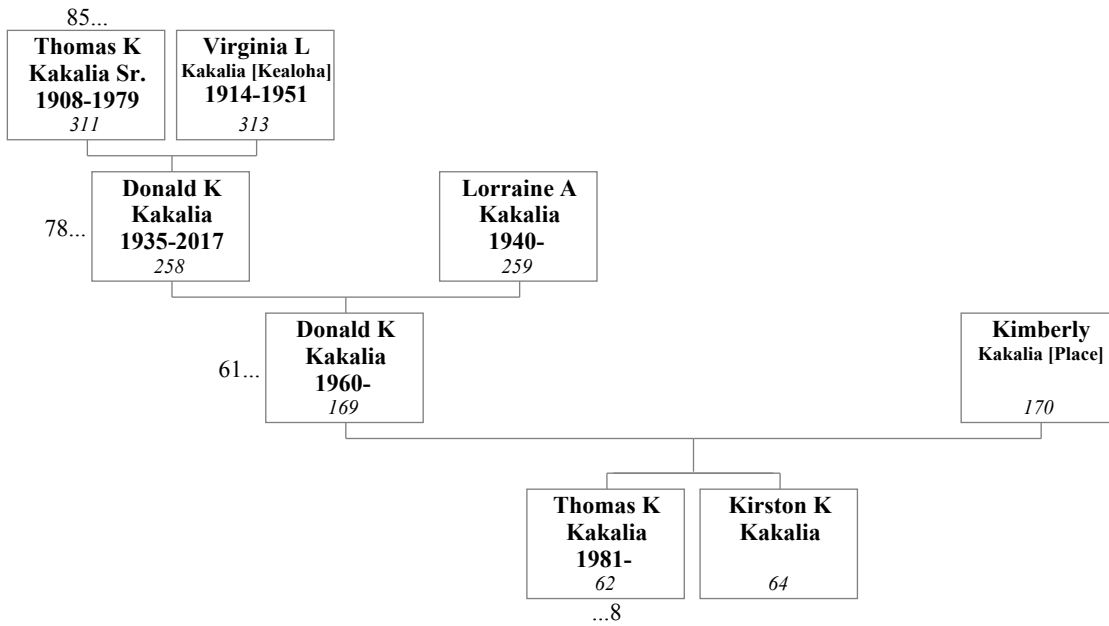 85...
Thomas K
Kakalia Sr.
1908-1979
311
Virginia L
Kakalia [Kealoha]
1914-1951
313
78...
Donald K
Kakalia
1935-2017
258
Lorraine A
Kakalia
1940-
259
61...
Donald K
Kakalia
1960-
169
Kimberly
Kakalia [Place]
170
Thomas K
Kakalia
1981-
62
Kirston K
Kakalia
64
...8